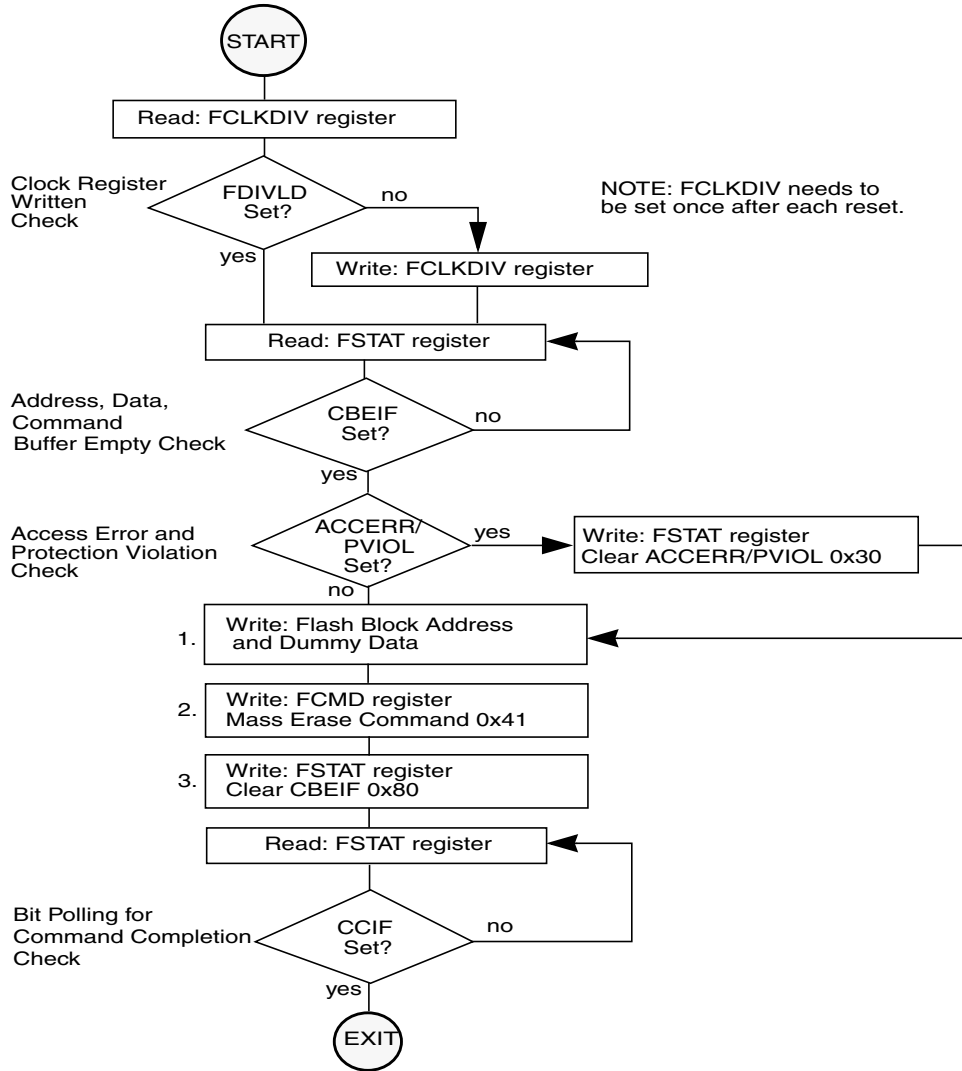 START
Read: FCLKDIV register
Clock Register
Written
Check
FDIVLD
Set?
no
yes
NOTE: FCLKDIV needs to
be set once after each reset.
Write: FCLKDIV register
Read: FSTAT register
Address, Data,
Command
Buffer Empty Check
CBEIF
Set?
no
yes
Access Error and
Protection Violation
Check
ACCERR/
PVIOL
Set?
yes
no
Write: FSTAT register
Clear ACCERR/PVIOL 0x30
1.
Write: Flash Block Address
and Dummy Data
2.
Write: FCMD register
Mass Erase Command 0x41
3.
Write: FSTAT register
Clear CBEIF 0x80
Read: FSTAT register
Bit Polling for
Command Completion
Check
CCIF
Set?
no
yes
EXIT